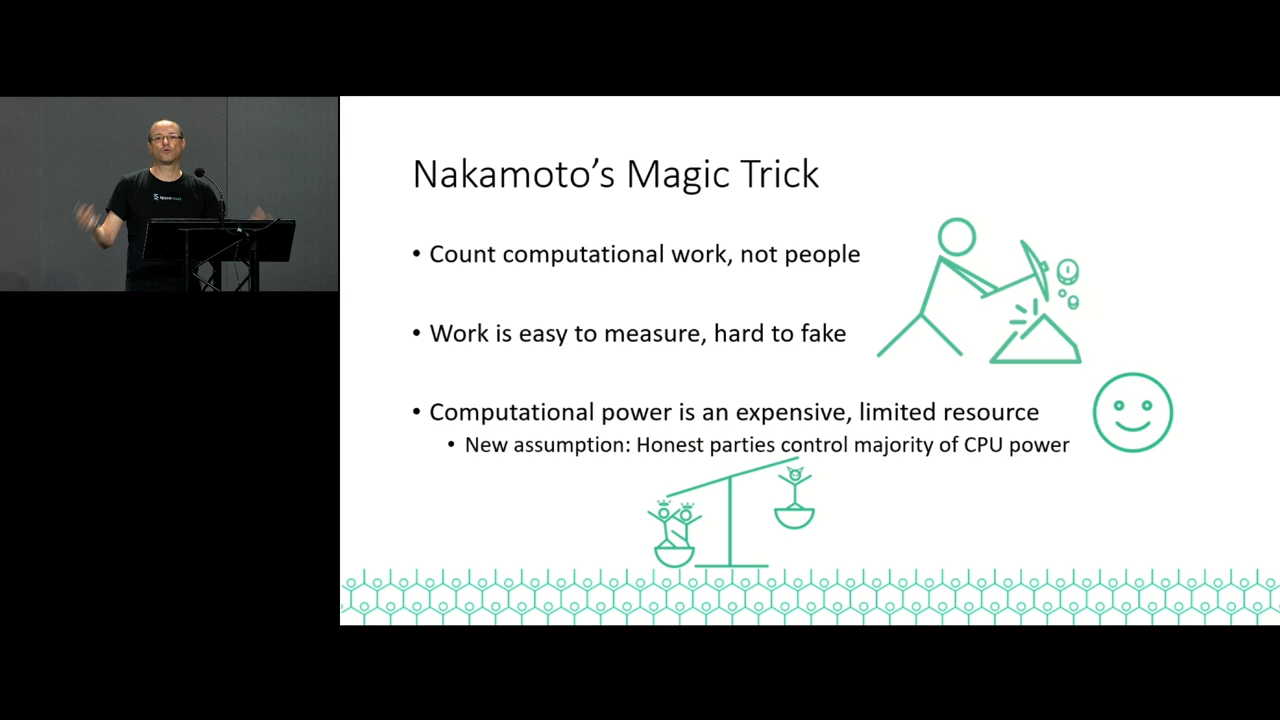 Nakamoto’s Magic Trick
• Count computational work, not people
• Work is easy to measure, hard to fake
• Computational power is an expensive, limited resource
• New assumption: Honest parties control majority of CPU power